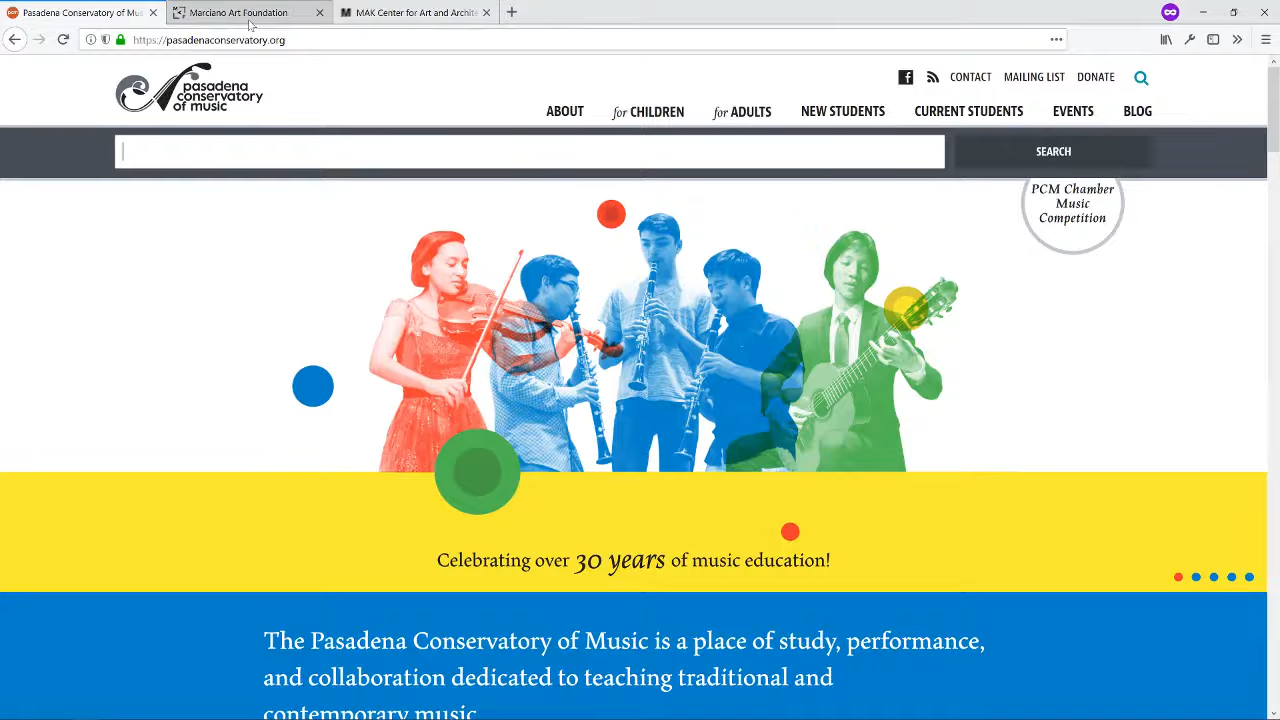 Pasadena Conservatory of Mus
Marciano Art Foundation
MAK Center for Art and Archite
https://pasadenaconservatory.org
pasadena
conservatory
of music
CONTACT
MAILING LIST
DONATE
ABOUT
for CHILDREN
for ADULTS
NEW STUDENTS
CURRENT STUDENTS
EVENTS
BLOG
SEARCH
PCM Chamber
Music
Competition
Celebrating over 30 years of music education!
The Pasadena Conservatory of Music is a place of study, performance,
and collaboration dedicated to teaching traditional and
contemporary music